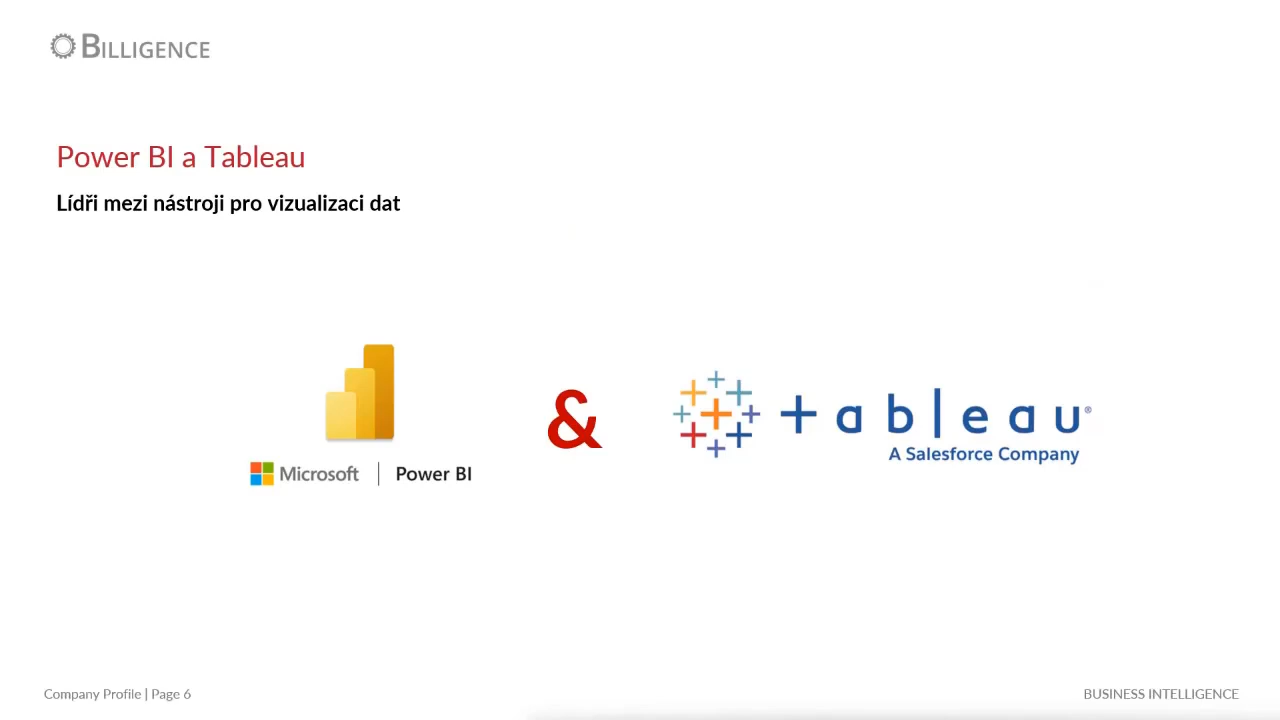 BILLIGENCE
Power BI a Tableau
Lídři mezi nástroji pro vizualizaci dat
&
+ a b l e a u®
A Salesforce Company
Microsoft | Power BI
Company Profile | Page 6
BUSINESS INTELLIGENCE